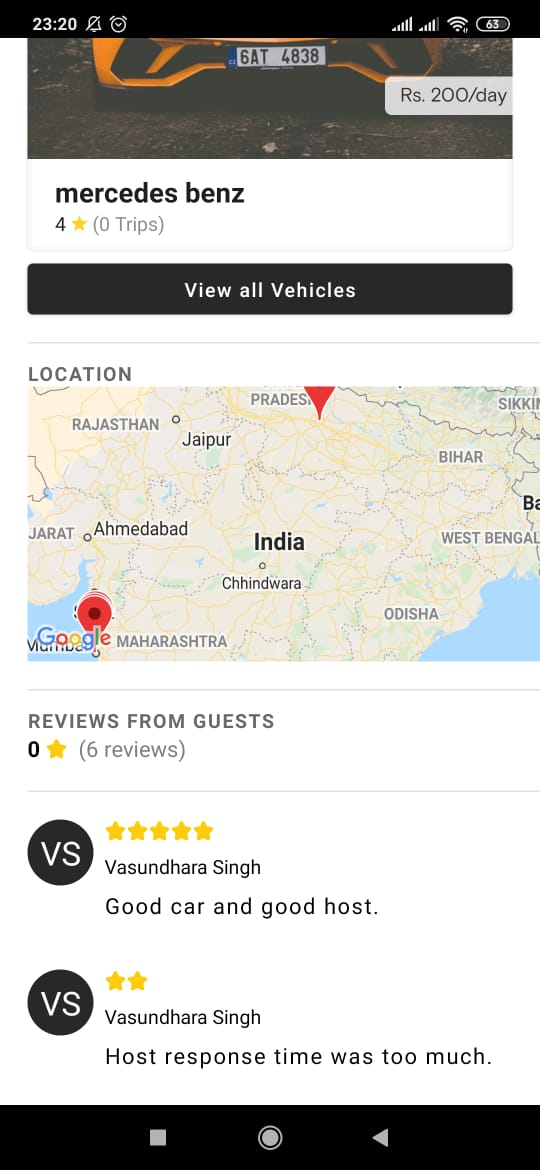 23:20
63
6AT 4838
Rs. 200/day
mercedes benz
4 (0 Trips)
View all Vehicles
LOCATION
PRADES
SIKKIN
RAJASTHAN
Jaipur
BIHAR
Ba
JARAT
Ahmedabad
India
WEST BENGAL
Chhindwara
ODISHA
Google
MAHARASHTRA
REVIEWS FROM GUESTS
0 (6 reviews)
VS
Vasundhara Singh
Good car and good host.
VS
Vasundhara Singh
Host response time was too much.